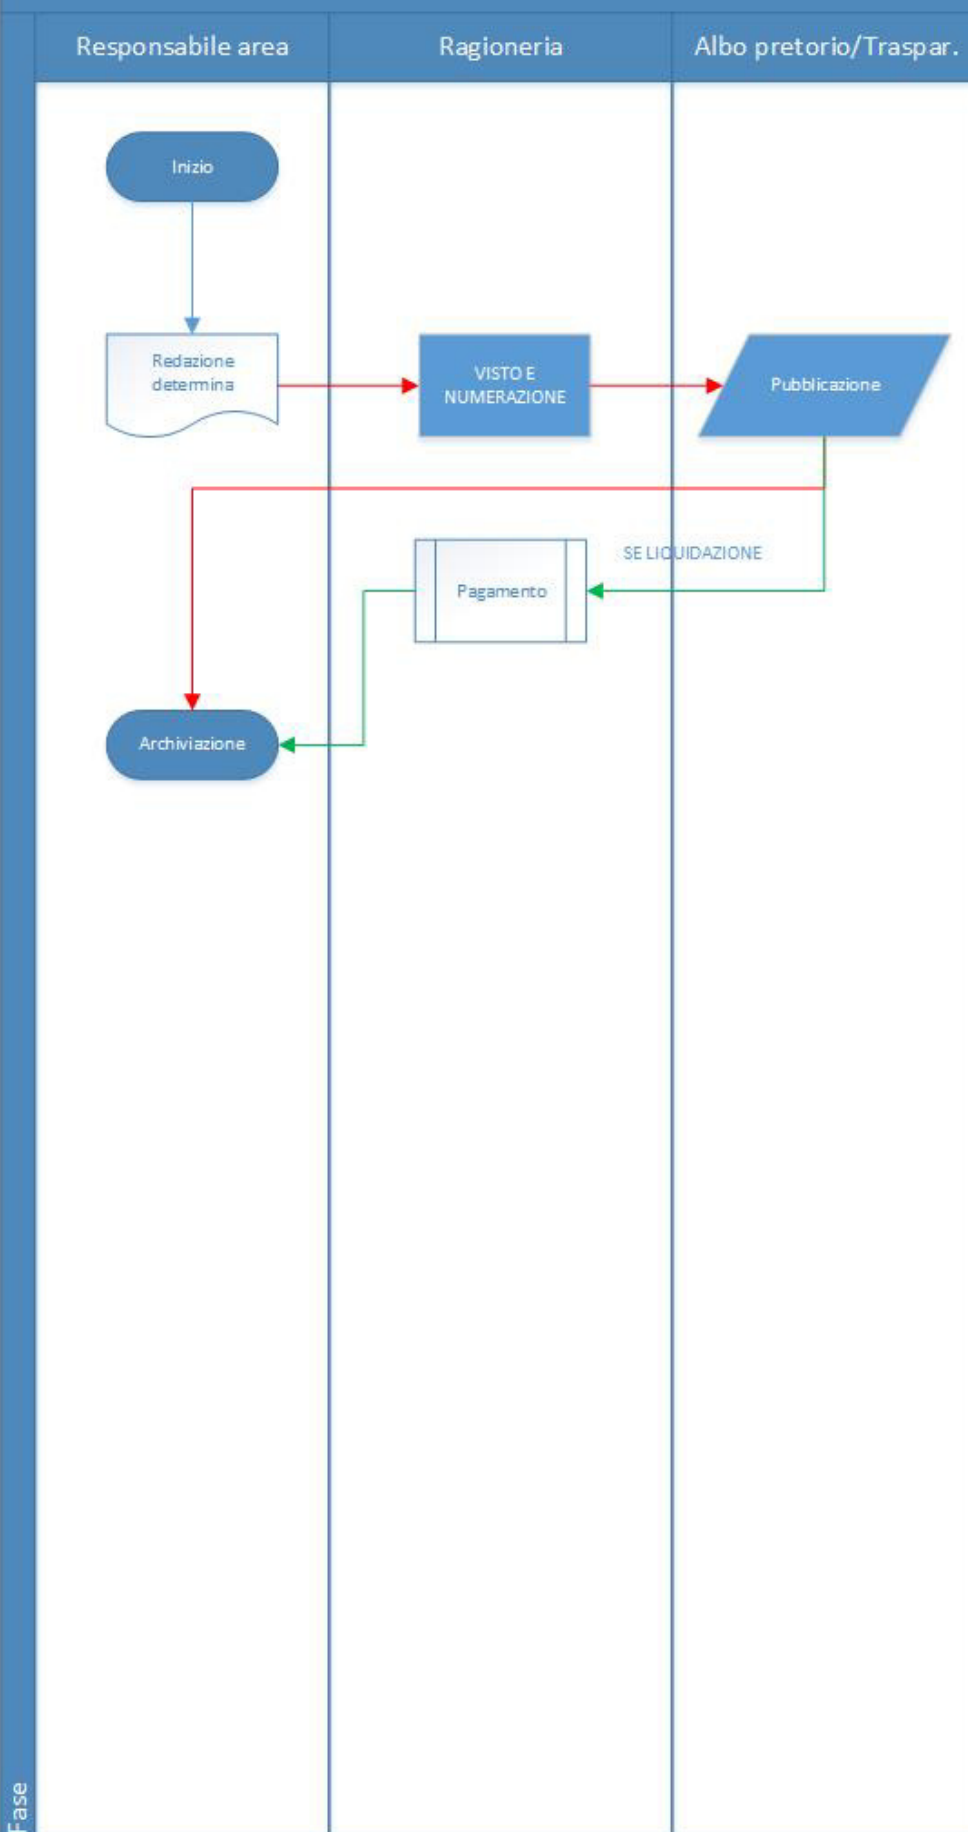 Responsabile area
Ragioneria
Albo pretorio/Traspar.
Inizio
Redazione
determina
VISTO E
NUMERAZIONE
Pubblicazione
SE LIQUIDAZIONE
Pagamento
Archiviazione
Fase